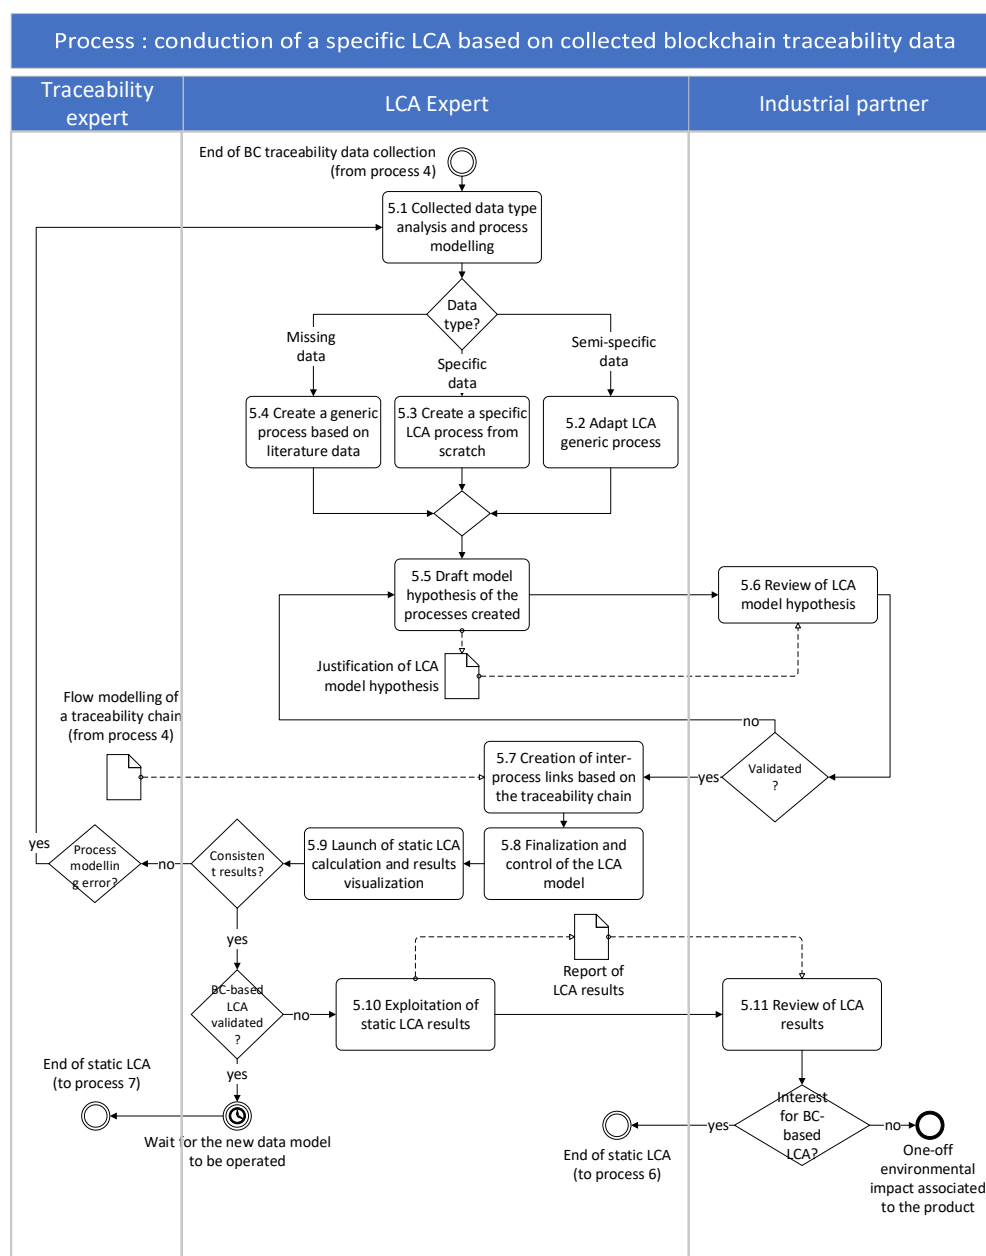 Process : conduction of a specific LCA based on collected blockchain traceability data
Traceability
expert
LCA Expert
Industrial partner
End of BC traceability data collection
(from process 4)
5.1 Collected data type
analysis and process
modelling
Data
type?
Missing
data
Specific
data
Semi-specific
data
5.4 Create a generic
process based on
literature data
5.3 Create a specific
LCA process from
scratch
5.2 Adapt LCA
generic process
5.5 Draft model
hypothesis of the
processes created
5.6 Review of LCA
model hypothesis
Justification of LCA
model hypothesis
Flow modelling of
a traceability chain
(from process 4)
no
5.7 Creation of inter-
process links based on
the traceability chain
yes
Validated
?
yes
Process
modellin
g error?
no
Consisten
t results?
5.9 Launch of static LCA
calculation and results
visualization
5.8 Finalization and
control of the LCA
model
yes
Report of
LCA results
BC-based
LCA
validated
?
no
5.10 Exploitation of
static LCA results
5.11 Review of LCA
results
yes
End of static LCA
(to process 7)
Wait for the new data model
to be operated
Interest
for BC-
based
LCA?
yes
no
End of static LCA
(to process 6)
One-off
environmental
impact associated
to the product